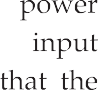 power
input
that the